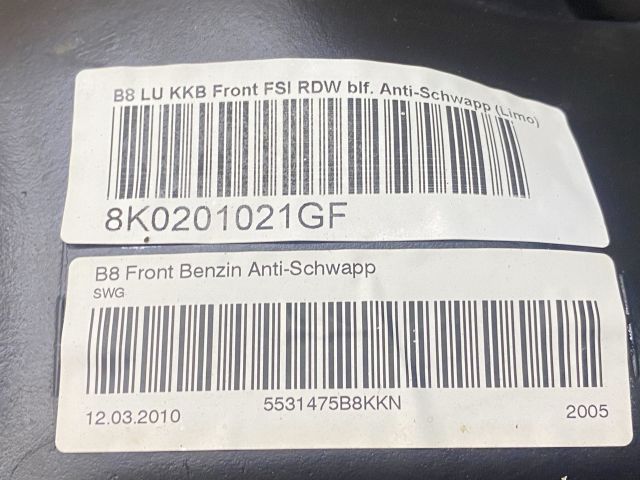 B8 LU KKB Front FSI RDW blf. Anti-Schwapp (Limo)
8K0201021GF
B8 Front Benzin Anti-Schwapp
SWG
5531475B8KKN
12.03.2010
2005